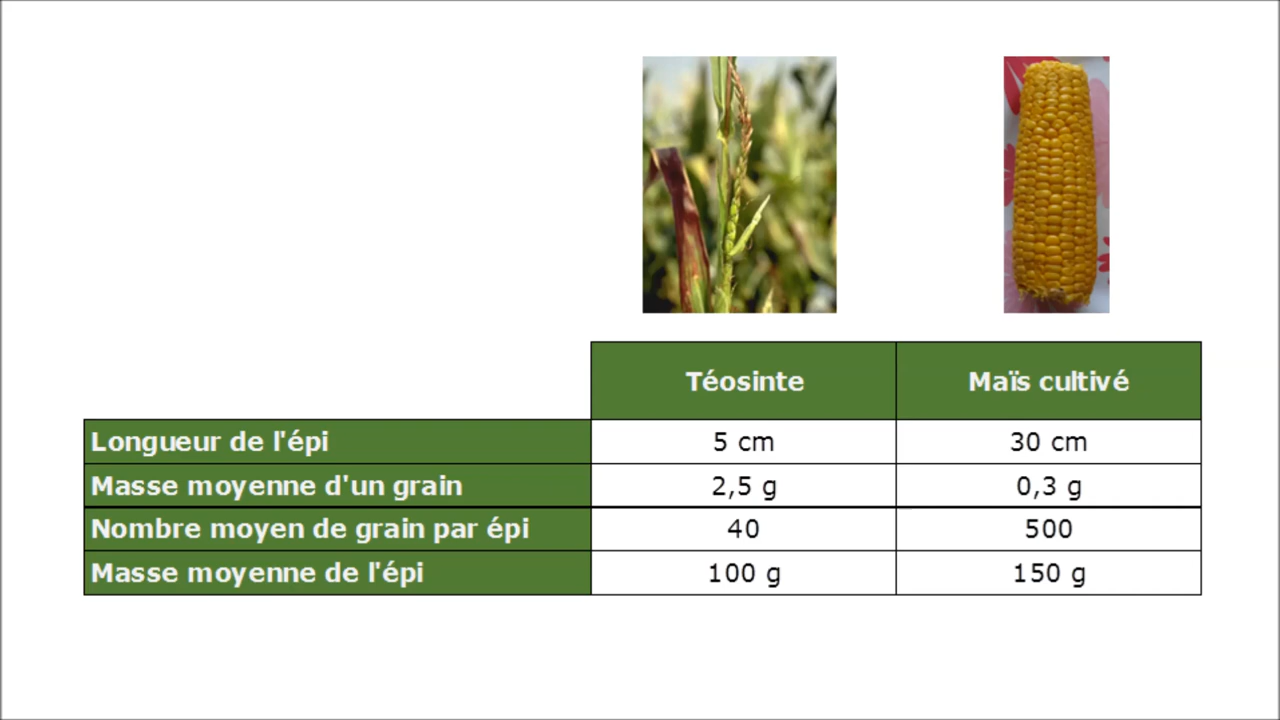 Téosinte Maïs cultivé
Longueur de l'épi 5 cm 30 cm
Masse moyenne d'un grain 2,5 g 0,3 g
Nombre moyen de grain par épi 40 500
Masse moyenne de l'épi 100 g 150 g